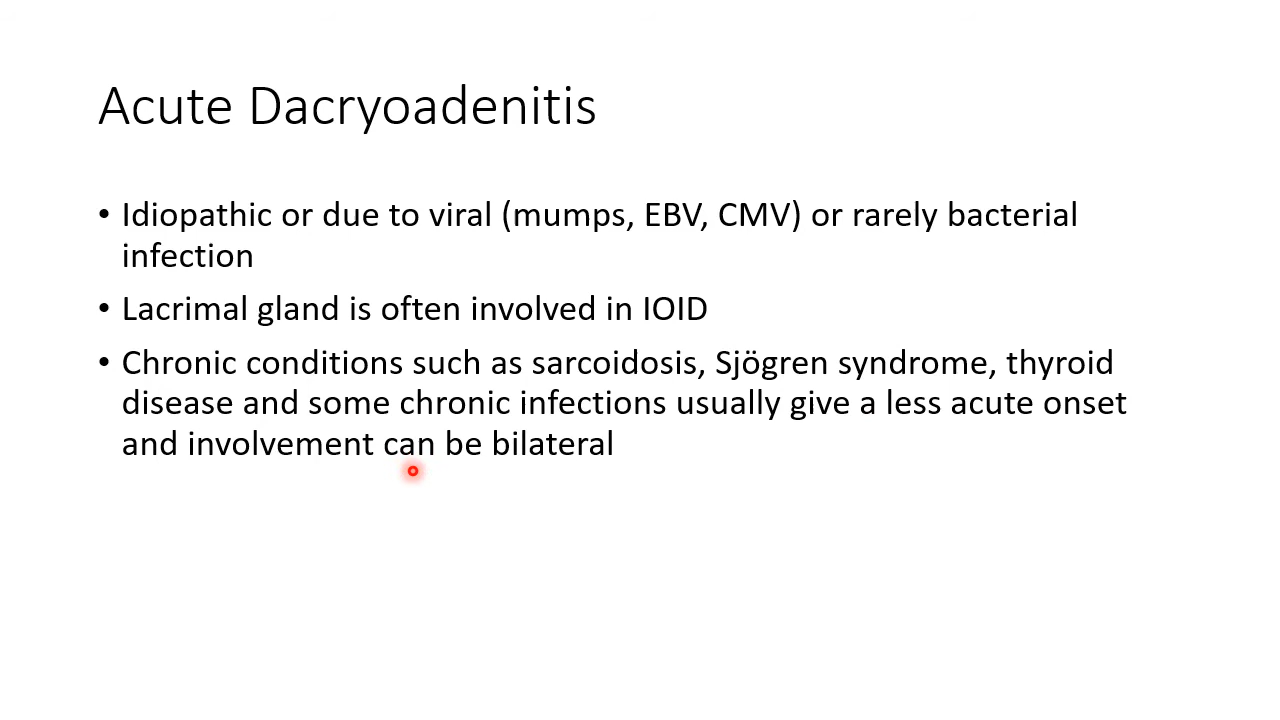 Acute Dacryoadenitis
• Idiopathic or due to viral (mumps, EBV, CMV) or rarely bacterial
infection
• Lacrimal gland is often involved in IOID
• Chronic conditions such as sarcoidosis, Sjögren syndrome, thyroid
disease and some chronic infections usually give a less acute onset
and involvement can be bilateral